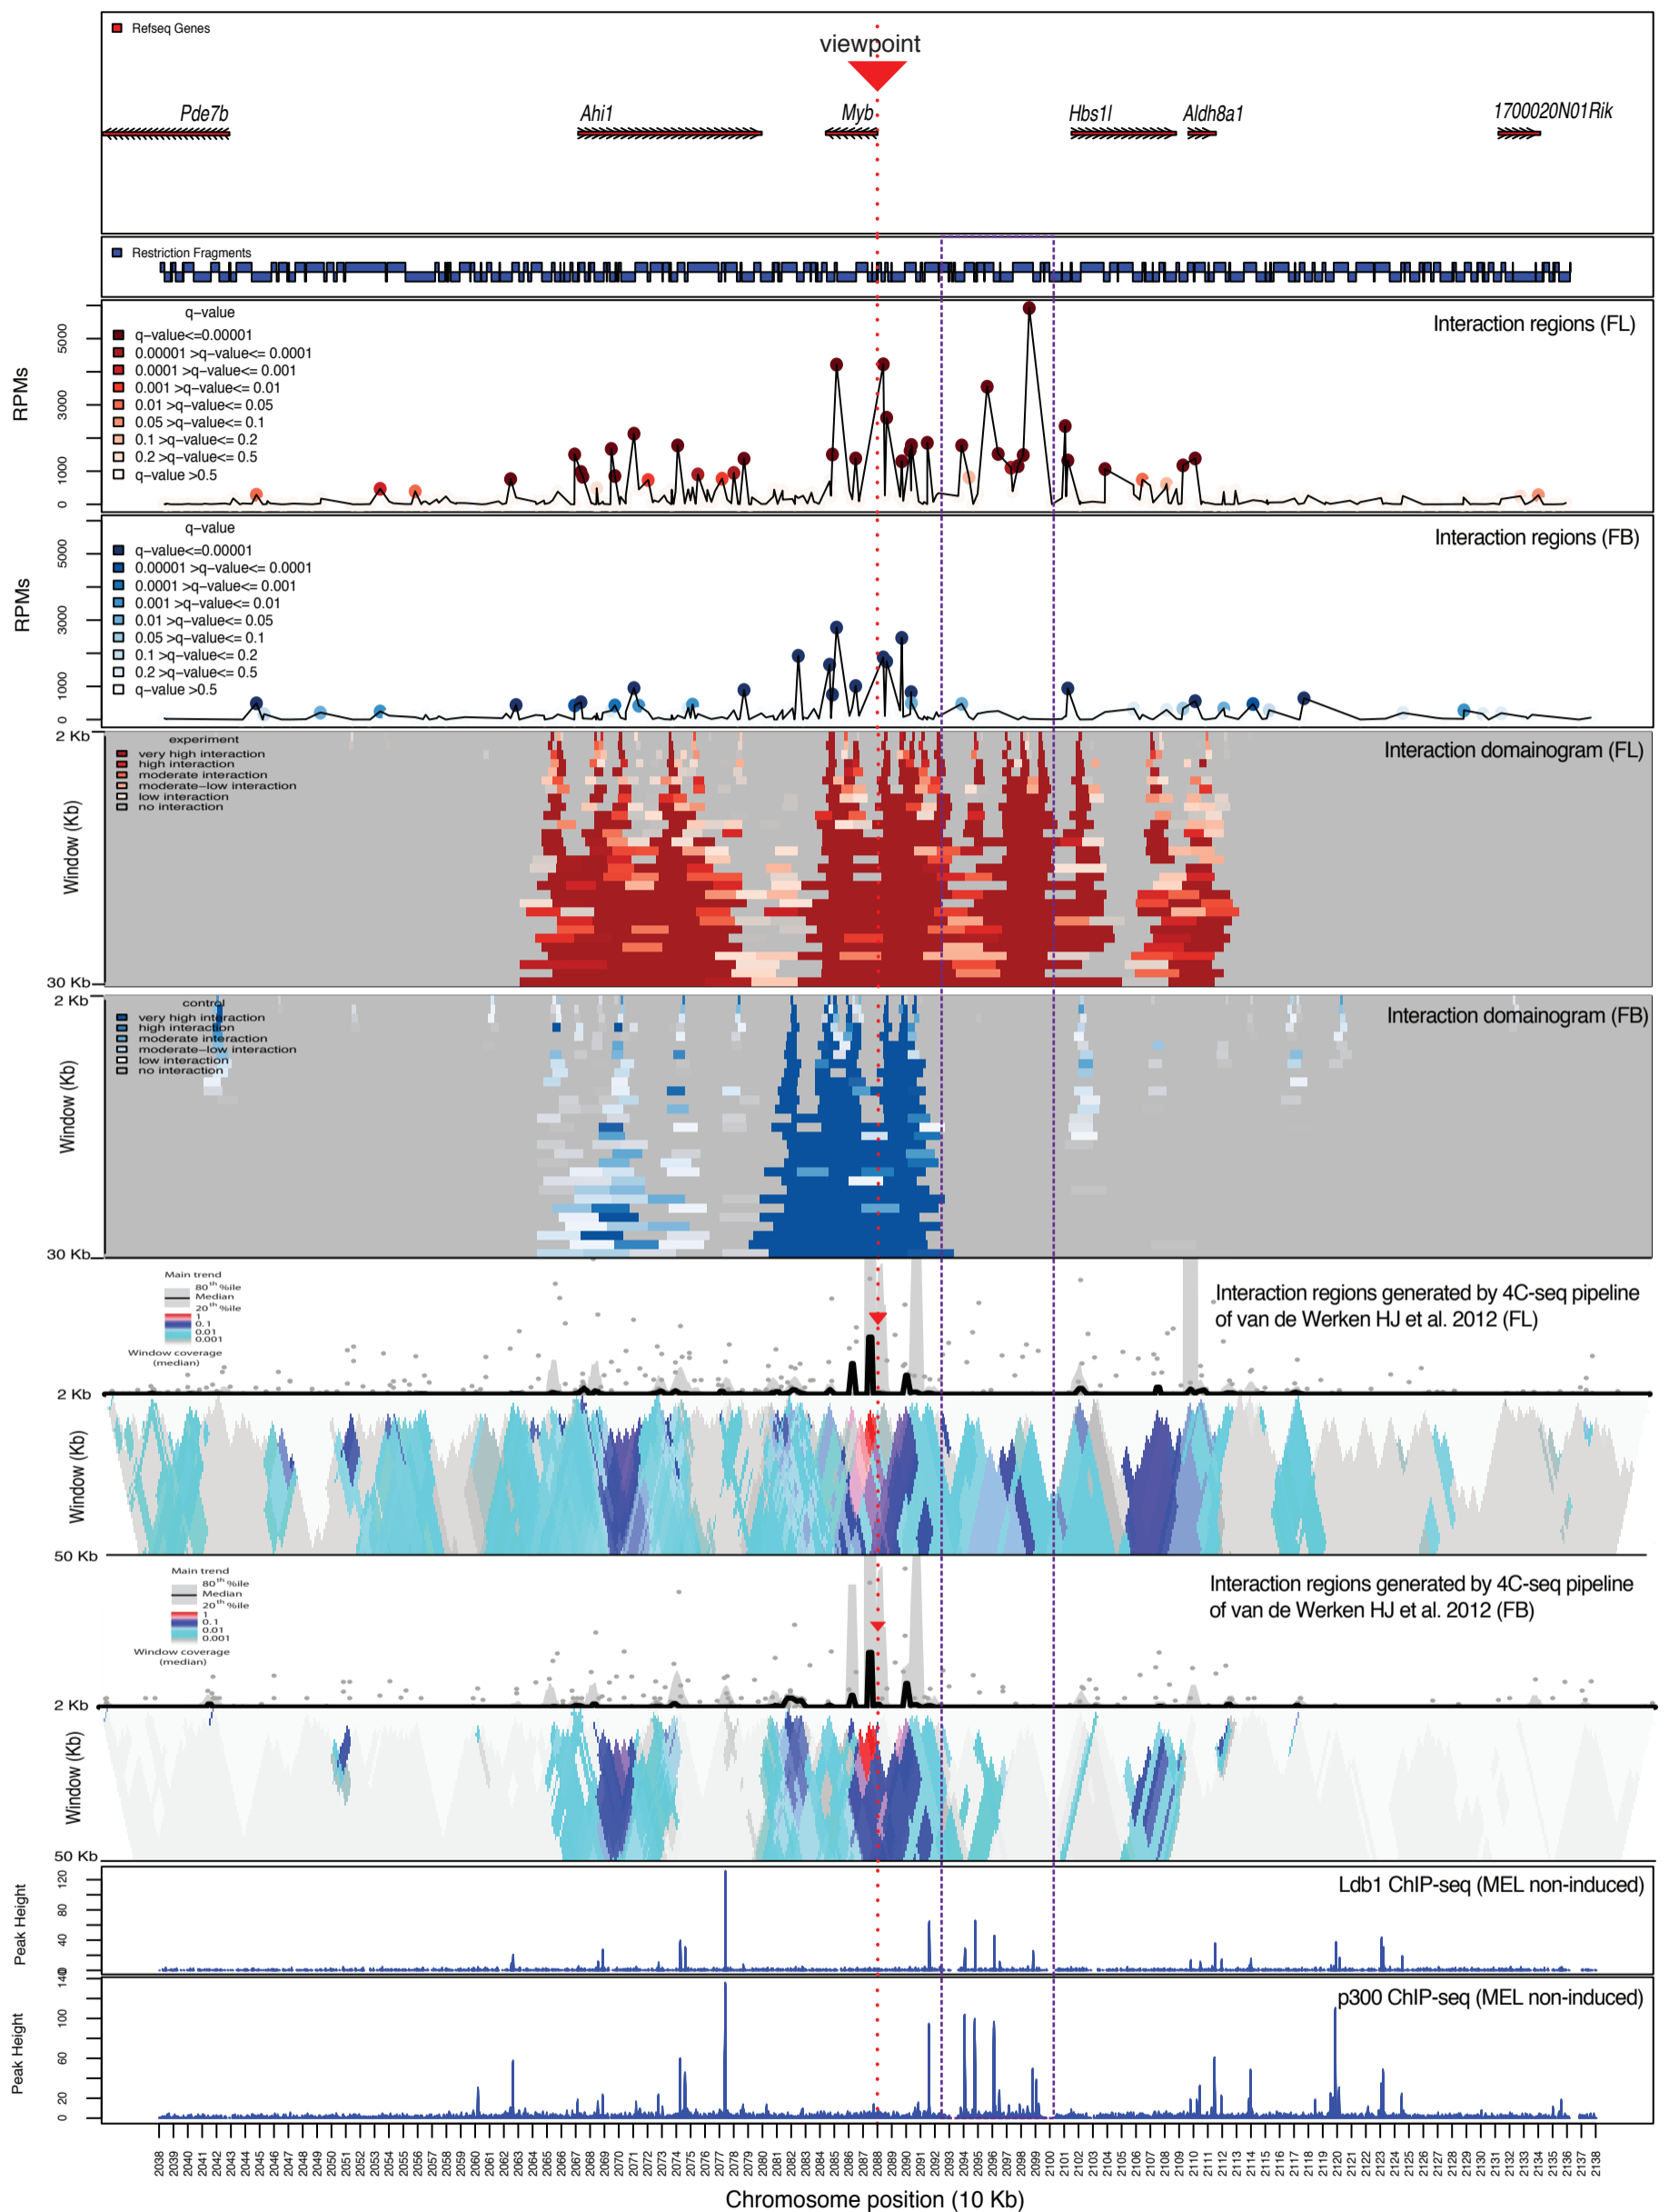 Refseq Genes
viewpoint
Pde7b
Ahi1
Myb
Hbs1l
Aldh8a1
1700020N01Rik
Restriction Fragments
Interaction regions (FL)
q-value
q-value<=0.00001
0.00001 >q-value<= 0.0001
0.0001 >q-value<= 0.001
0.001 >q-value<= 0.01
0.01 >q-value<= 0.05
0.05 >q-value<= 0.1
0.1 >q-value<= 0.2
0.2 >q-value<= 0.5
q-value >0.5
RPMs
5000
3000
1000
0
Interaction regions (FB)
q-value
q-value<=0.00001
0.00001 >q-value<= 0.0001
0.0001 >q-value<= 0.001
0.001 >q-value<= 0.01
0.01 >q-value<= 0.05
0.05 >q-value<= 0.1
0.1 >q-value<= 0.2
0.2 >q-value<= 0.5
q-value >0.5
RPMs
5000
3000
1000
0
2 Kb
Interaction domainogram (FL)
experiment
very high interaction
high interaction
moderate interaction
moderate-low interaction
low interaction
no interaction
Window (Kb)
30 Kb
2 Kb
Interaction domainogram (FB)
control
very high interaction
high interaction
moderate interaction
moderate-low interaction
low interaction
no interaction
Window (Kb)
30 Kb
Main trend
80th %ile
Median
20th %ile
1
0.1
0.01
0.001
Window coverage
(median)
Interaction regions generated by 4C-seq pipeline
of van de Werken HJ et al. 2012 (FL)
2 Kb
Window (Kb)
50 Kb
Main trend
80th %ile
Median
20th %ile
1
0.1
0.01
0.001
Window coverage
(median)
Interaction regions generated by 4C-seq pipeline
of van de Werken HJ et al. 2012 (FB)
2 Kb
Window (Kb)
50 Kb
Ldb1 ChIP-seq (MEL non-induced)
Peak Height
120
80
40
0
p300 ChIP-seq (MEL non-induced)
Peak Height
140
100
60
20
0
2038 2039 2040 2041 2042 2043 2044 2045 2046 2047 2048 2049 2050 2051 2052 2053 2054 2055 2056 2057 2058 2059 2060 2061 2062 2063 2064 2065 2066 2067 2068 2069 2070 2071 2072 2073 2074 2075 2076 2077 2078 2079 2080 2081 2082 2083 2084 2085 2086 2087 2088 2089 2090 2091 2092 2093 2094 2095 2096 2097 2098 2099 2100 2101 2102 2103 2104 2105 2106 2107 2108 2109 2110 2111 2112 2113 2114 2115 2116 2117 2118 2119 2120 2121 2122 2123 2124 2125 2126 2127 2128 2129 2130 2131 2132 2133 2134 2135 2136 2137 2138
Chromosome position (10 Kb)